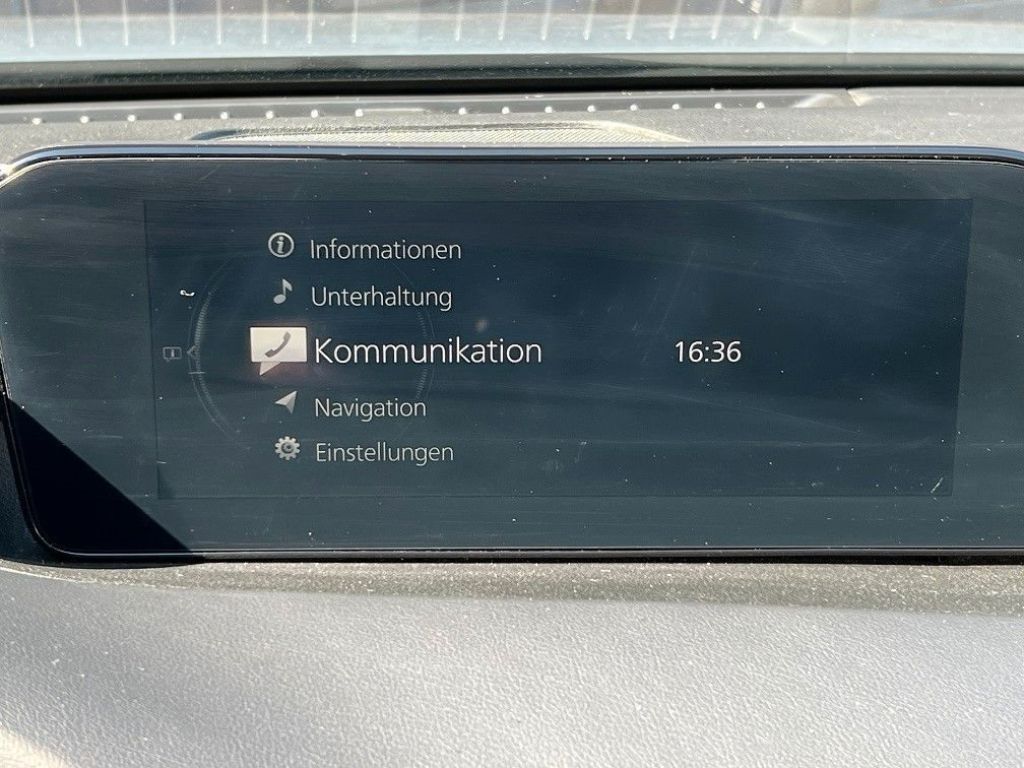 Informationen
Unterhaltung
Kommunikation 16:36
Navigation
Einstellungen